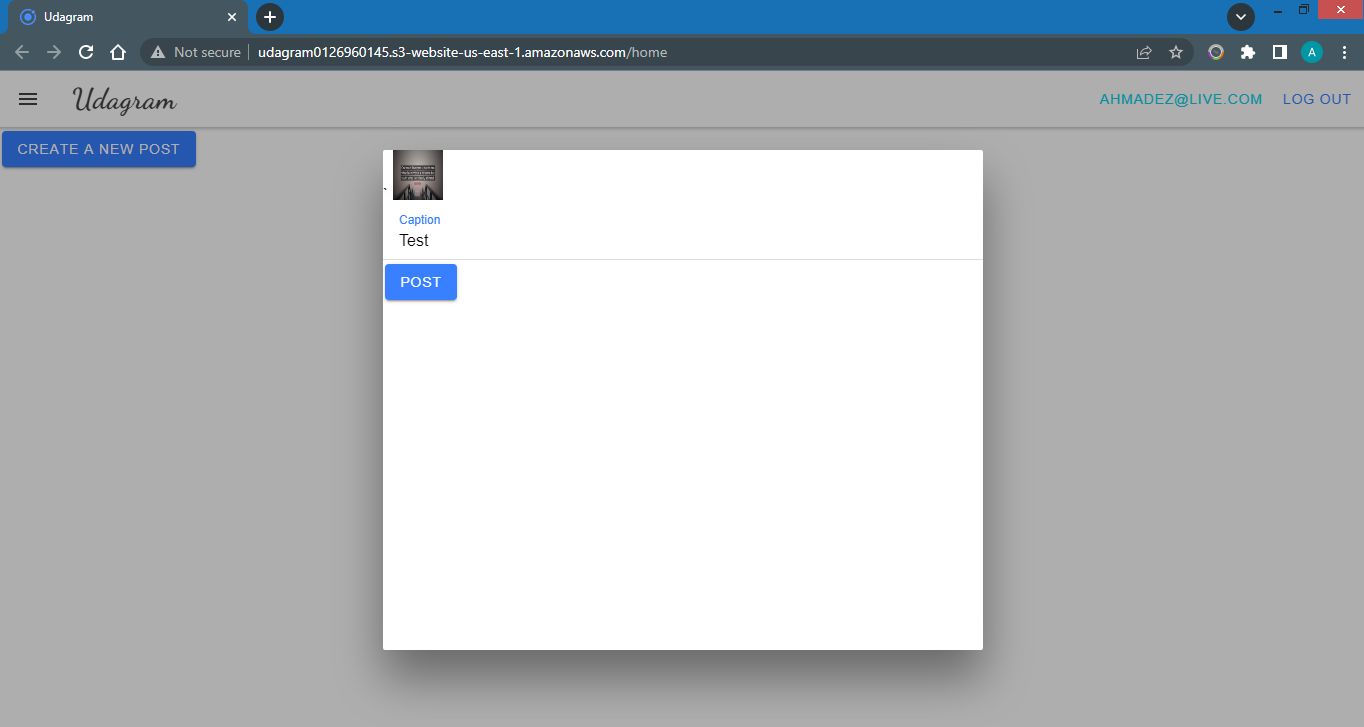 Udagram
Not secure
udagram0126960145.s3-website-us-east-1.amazonaws.com/home
A
Udagram
AHMADEZ@LIVE.COM
LOG OUT
CREATE A NEW POST
`
Caption
Test
POST